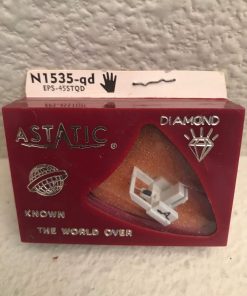 N1535-qd
EPS-45STQD
ASTATIC ®
DIAMOND
KNOWN
THE WORLD OVER